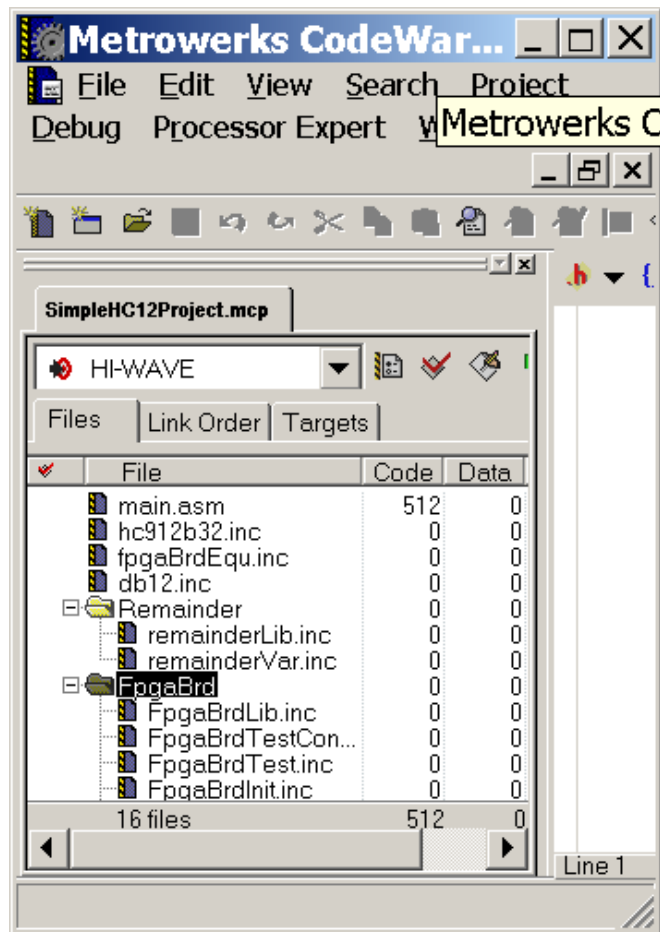 Metrowerks CodeWar...
File Edit View Search Project
Debug Processor Expert
Metrowerks C
.h {
SimpleHC12Project.mcp
HI-WAVE
Files Link Order Targets
File Code Data
main.asm 512 0
hc912b32.inc 0 0
fpgaBrdEqu.inc 0 0
db12.inc 0 0
Remainder 0 0
remainderLib.inc 0 0
remainderVar.inc 0 0
FpgaBrd 0 0
FpgaBrdLib.inc 0 0
FpgaBrdTestCon... 0 0
FpgaBrdTest.inc 0 0
FpgaBrdInit.inc 0 0
16 files 512 0
Line 1